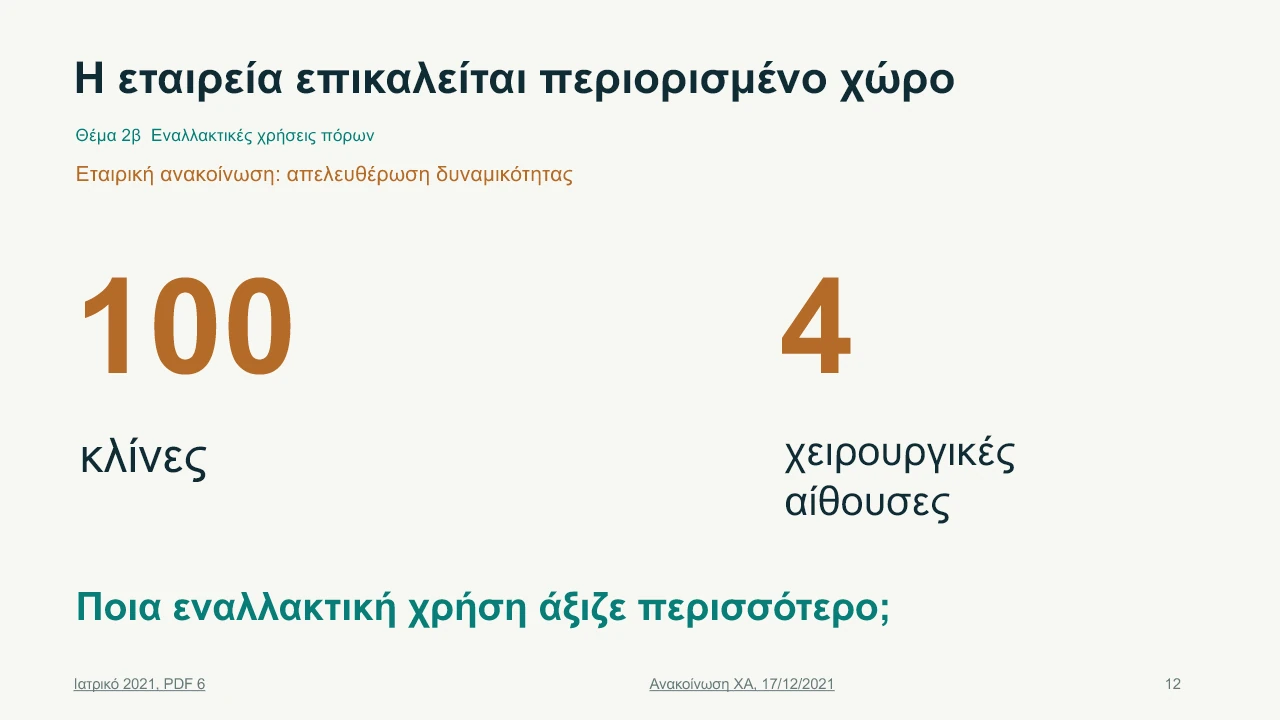 Η εταιρεία επικαλείται περιορισμένο χώρο
Θέμα 2β  Εναλλακτικές χρήσεις πόρων
Εταιρική ανακοίνωση: απελευθέρωση δυναμικότητας
100
κλίνες
4
χειρουργικές
αίθουσες
Ποια εναλλακτική χρήση άξιζε περισσότερο;
Ιατρικό 2021, PDF 6
Ανακοίνωση ΧΑ, 17/12/2021
12